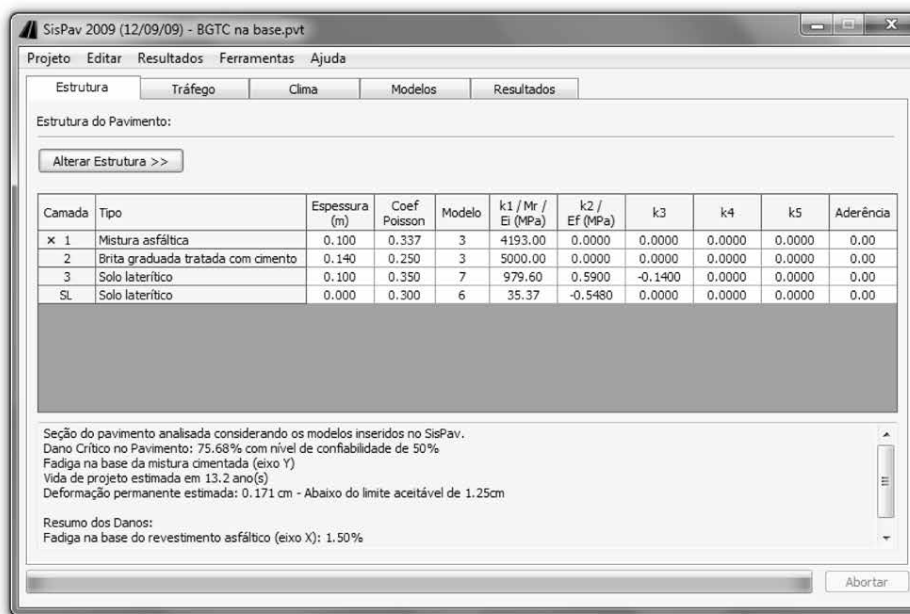 SisPav 2009 (12/09/09) - BGTC na base.pvt
Projeto Editar Resultados Ferramentas Ajuda
Estrutura Tráfego Clima Modelos Resultados
Estrutura do Pavimento:
Alterar Estrutura >>
Camada Tipo Espessura (m) Coef Poisson Modelo k1 / Mr / Ei (MPa) k2 / Ef (MPa) k3 k4 k5 Aderência
× 1 Mistura asfáltica 0.100 0.337 3 4193.00 0.0000 0.0000 0.0000 0.0000 0.00
2 Brita graduada tratada com cimento 0.140 0.250 3 5000.00 0.0000 0.0000 0.0000 0.0000 0.00
3 Solo laterítico 0.100 0.350 7 979.60 0.5900 -0.1400 0.0000 0.0000 0.00
SL Solo laterítico 0.000 0.300 6 35.37 -0.5480 0.0000 0.0000 0.0000 0.00
Seção do pavimento analisada considerando os modelos inseridos no SisPav.
Dano Crítico no Pavimento: 75.68% com nível de confiabilidade de 50%
Fadiga na base da mistura cimentada (eixo Y)
Vida de projeto estimada em 13.2 ano(s)
Deformação permanente estimada: 0.171 cm - Abaixo do limite aceitável de 1.25cm
Resumo dos Danos:
Fadiga na base do revestimento asfáltico (eixo X): 1.50%
Abortar